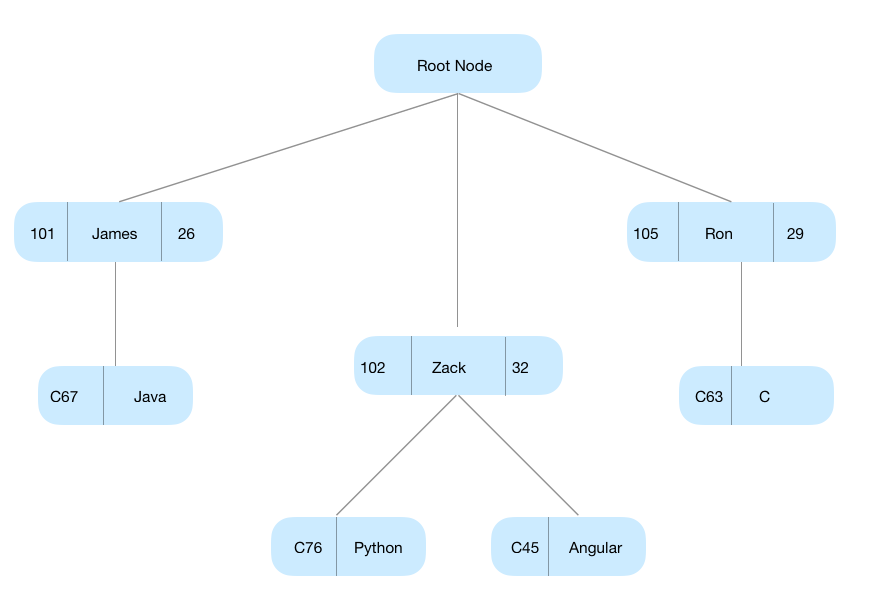 Root Node
101 James 26
105 Ron 29
102 Zack 32
C67 Java
C63 C
C76 Python
C45 Angular